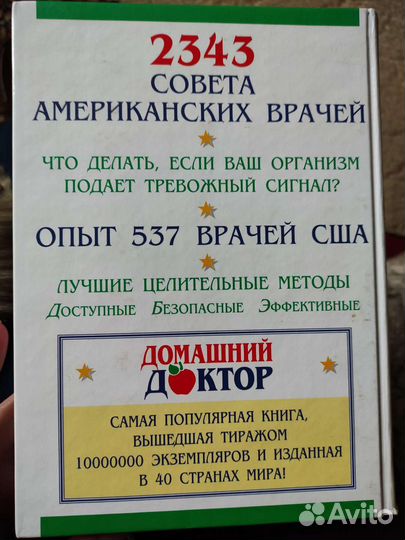 2343
СОВЕТА
АМЕРИКАНСКИХ ВРАЧЕЙ
ЧТО ДЕЛАТЬ, ЕСЛИ ВАШ ОРГАНИЗМ
ПОДАЕТ ТРЕВОЖНЫЙ СИГНАЛ?
ОПЫТ 537 ВРАЧЕЙ США
ЛУЧШИЕ ЦЕЛИТЕЛЬНЫЕ МЕТОДЫ
ДОСТУПНЫЕ БЕЗОПАСНЫЕ ЭФФЕКТИВНЫЕ
ДОМАШНИЙ
ДОКТОР
САМАЯ ПОПУЛЯРНАЯ КНИГА,
ВЫШЕДШАЯ ТИРАЖОМ
10000000 ЭКЗЕМПЛЯРОВ И ИЗДАННАЯ
В 40 СТРАНАХ МИРА!
Avito